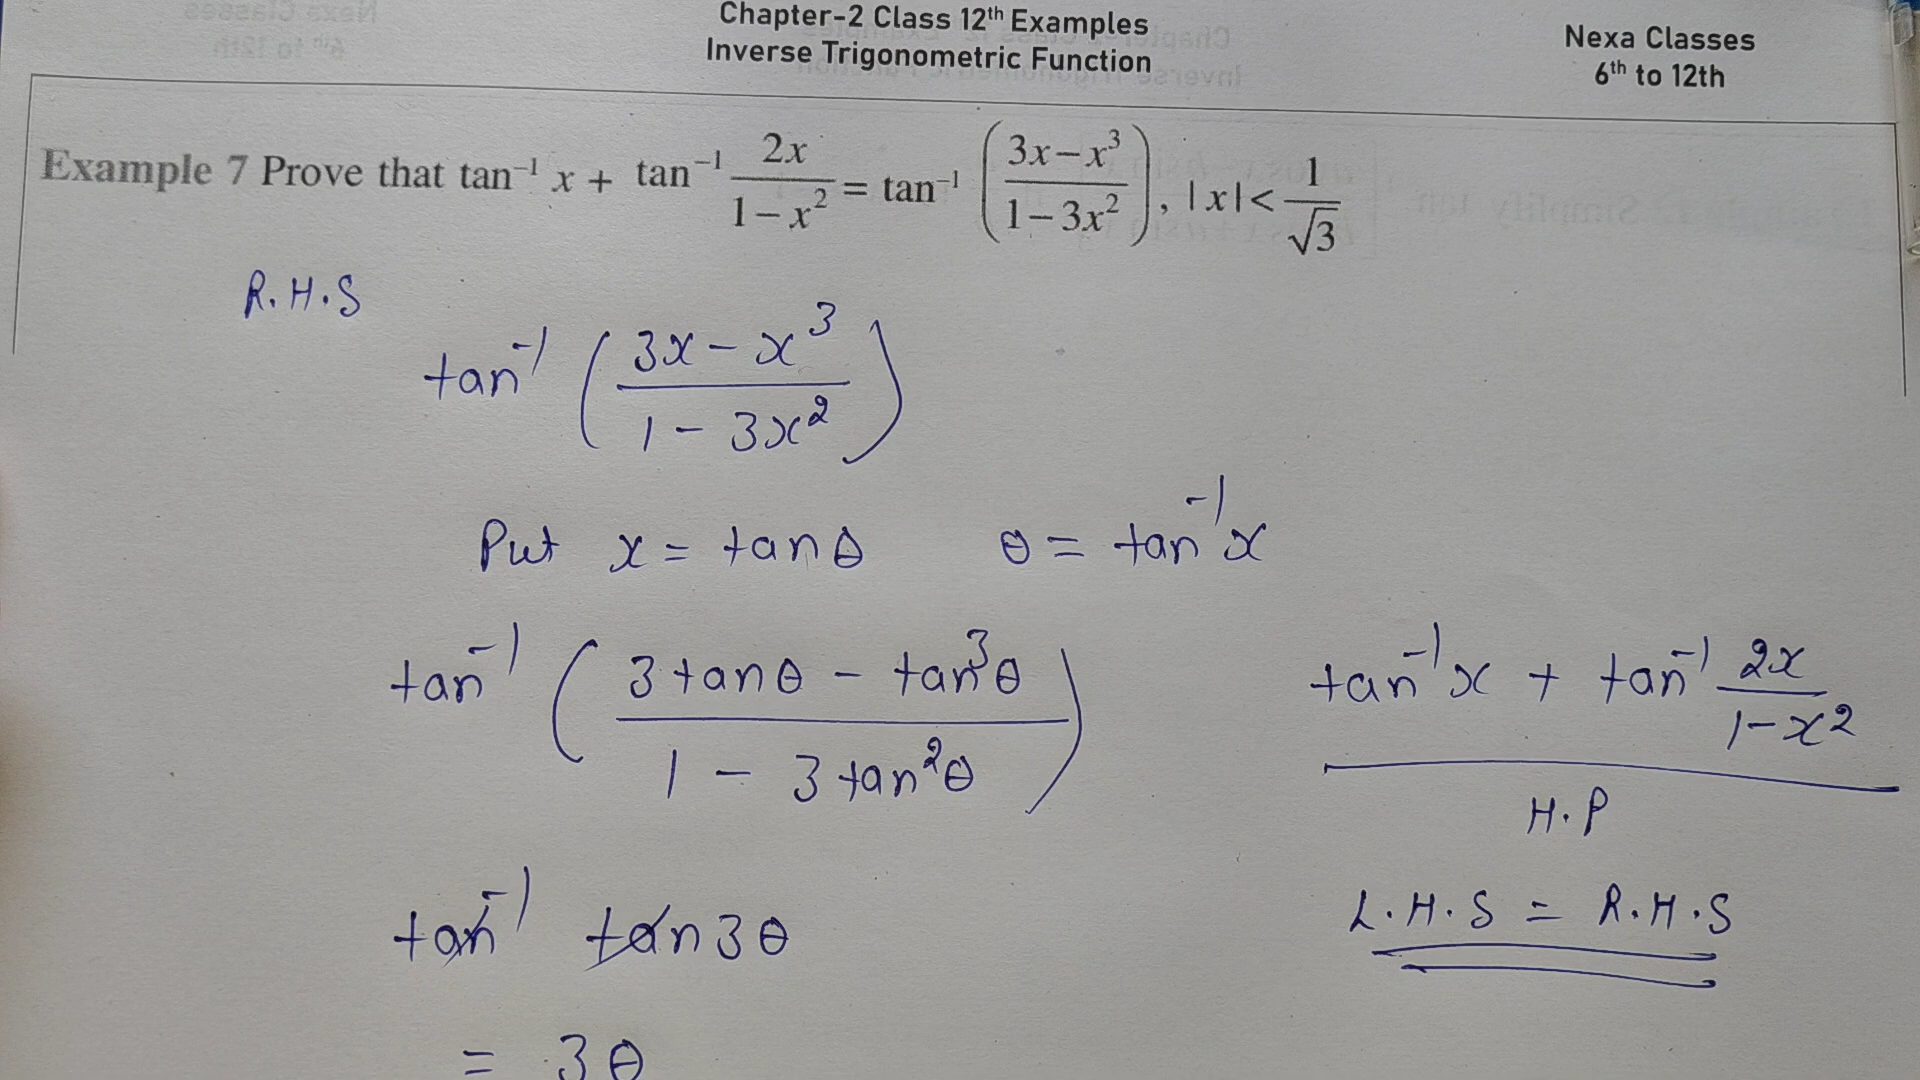 Chapter-2 Class 12th Examples
Inverse Trigonometric Function
Nexa Classes
6th to 12th
Example 7 Prove that tan⁻¹ x + tan⁻¹ 2x/(1−x²) = tan⁻¹ ((3x−x³)/(1−3x²)), |x| < 1/√3
R.H.S
tan⁻¹ ((3x − x³)/(1 − 3x²))
Put x = tanθ θ = tan⁻¹x
tan⁻¹ ((3tanθ − tan³θ)/(1 − 3tan²θ))
tan⁻¹ tan3θ
= 3θ
tan⁻¹x + tan⁻¹ 2x/(1−x²)
H.P
L.H.S = R.H.S